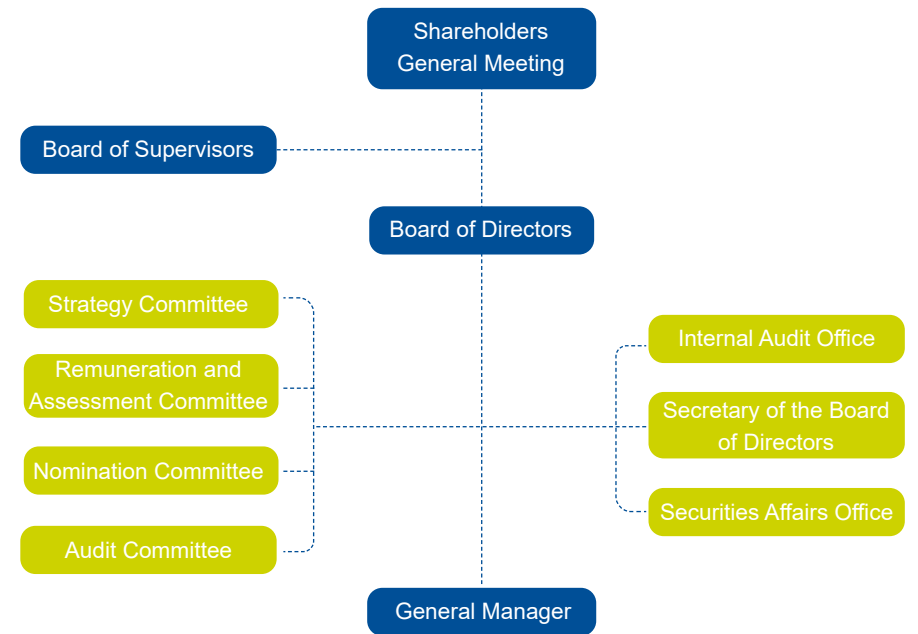 Shareholders
General Meeting
Board of Supervisors
Board of Directors
Strategy Committee
Remuneration and
Assessment Committee
Nomination Committee
Audit Committee
Internal Audit Office
Secretary of the Board
of Directors
Securities Affairs Office
General Manager